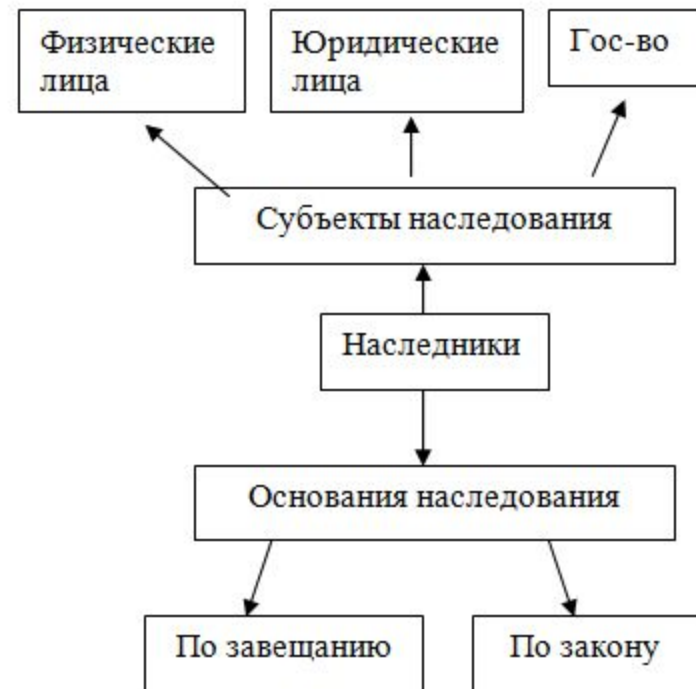 Физические
лица
Юридические
лица
Гос-во
Субъекты наследования
Наследники
Основания наследования
По завещанию
По закону